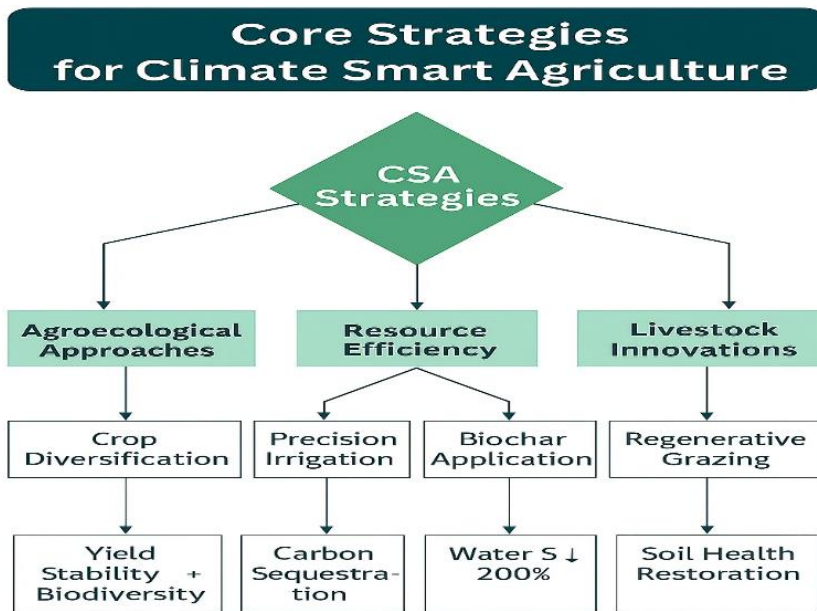 Core Strategies
for Climate Smart Agriculture
CSA
Strategies
Agroecological
Approaches
Resource
Efficiency
Livestock
Innovations
Crop
Diversification
Precision
Irrigation
Biochar
Application
Regenerative
Grazing
Yield
Stability +
Biodiversity
Carbon
Sequestra-
tion
Water S ↓
200%
Soil Health
Restoration